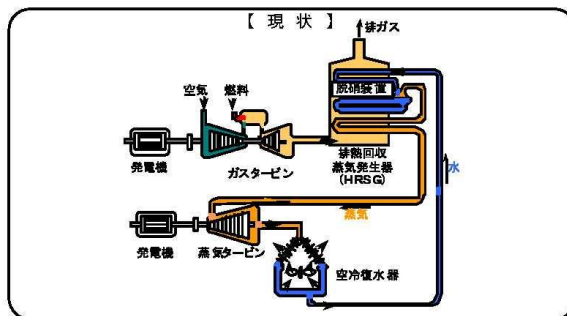 【 現 状 】
排ガス
空気
燃料
脱硝装置
発電機
ガスタービン
排熱回収
蒸気発生器
(HRSG)
水
蒸気
発電機
蒸気タービン
空冷復水器